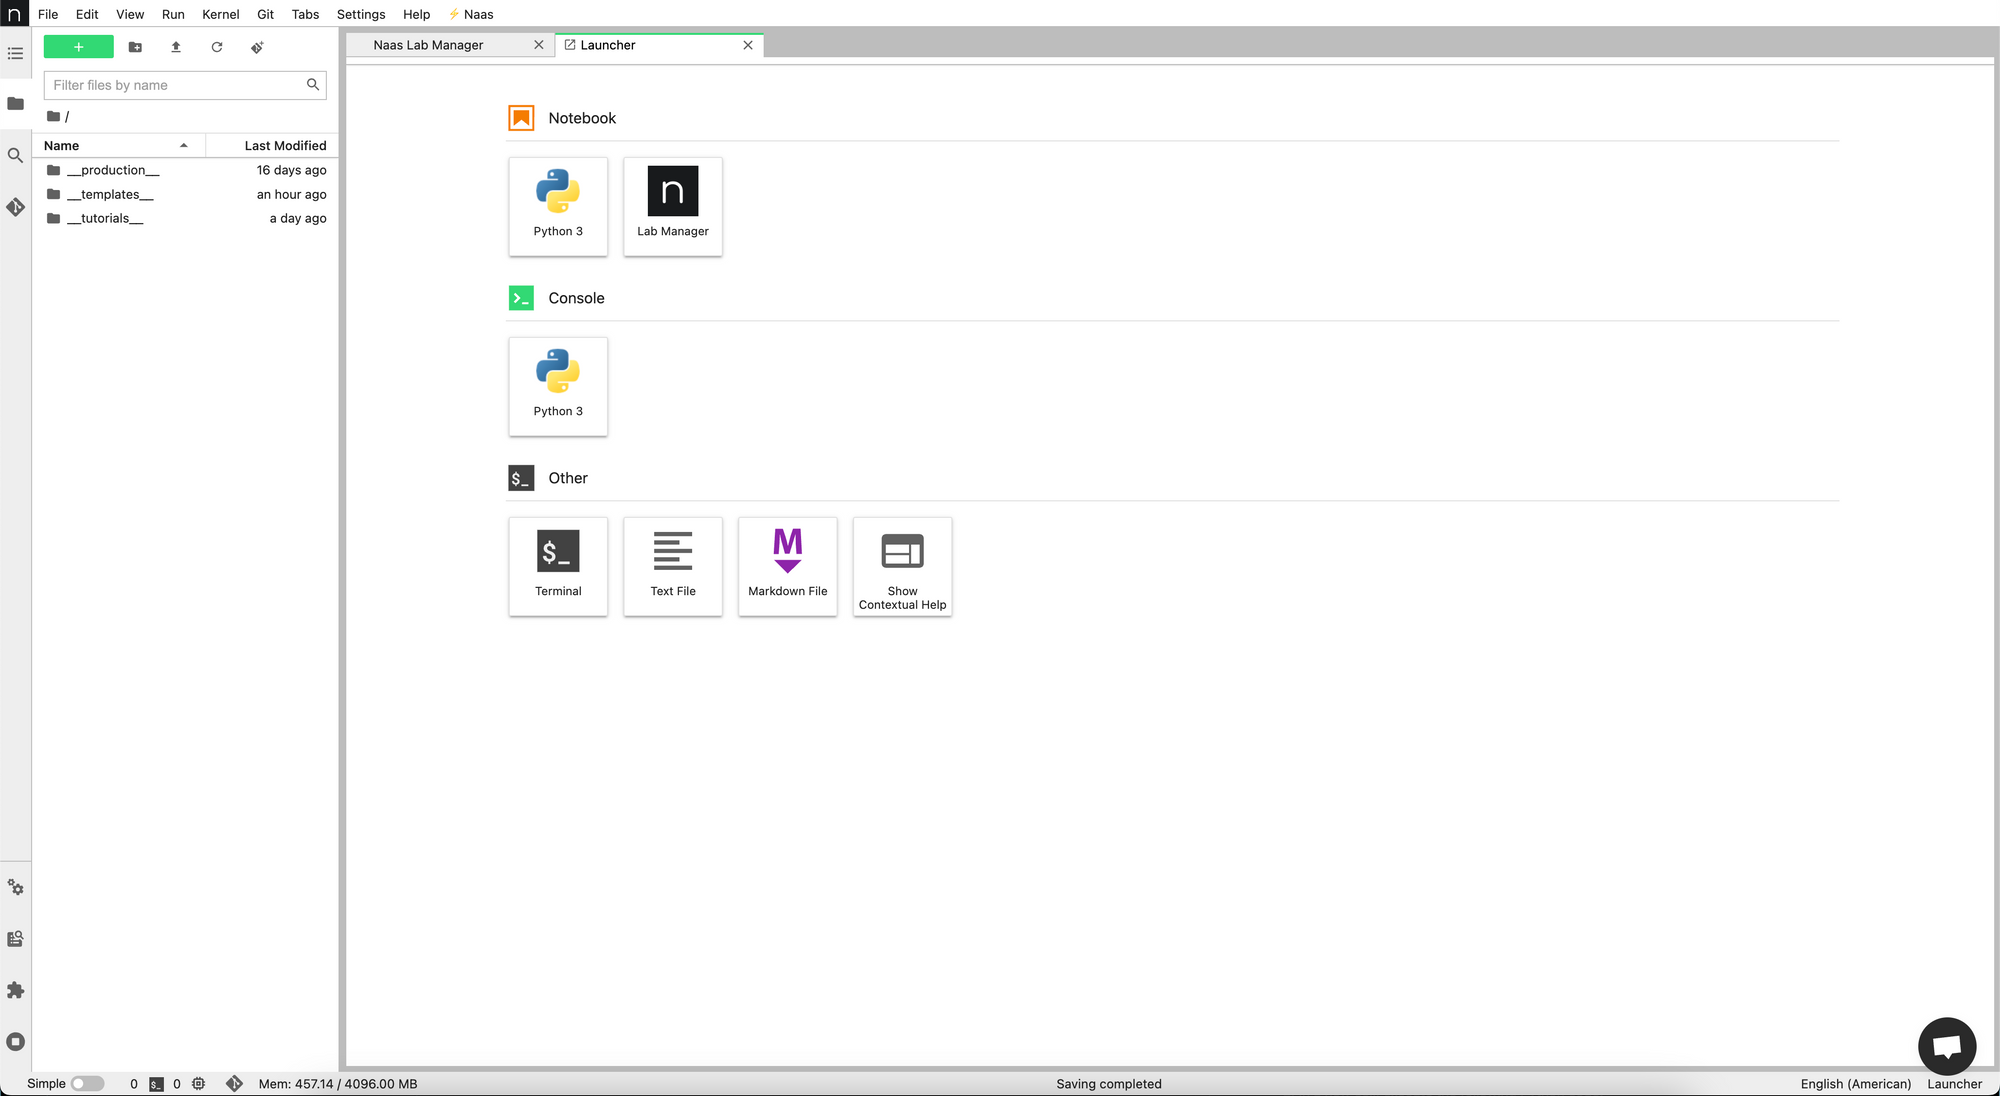 n File Edit View Run Kernel Git Tabs Settings Help ⚡ Naas
+
Naas Lab Manager
Launcher
Filter files by name
/
Name Last Modified
__production__ 16 days ago
__templates__ an hour ago
__tutorials__ a day ago
Notebook
n
Python 3
Lab Manager
>_ Console
Python 3
$_ Other
$_
M
Terminal
Text File
Markdown File
Show
Contextual Help
Simple 0 $_ 0 Mem: 457.14 / 4096.00 MB Saving completed English (American) Launcher